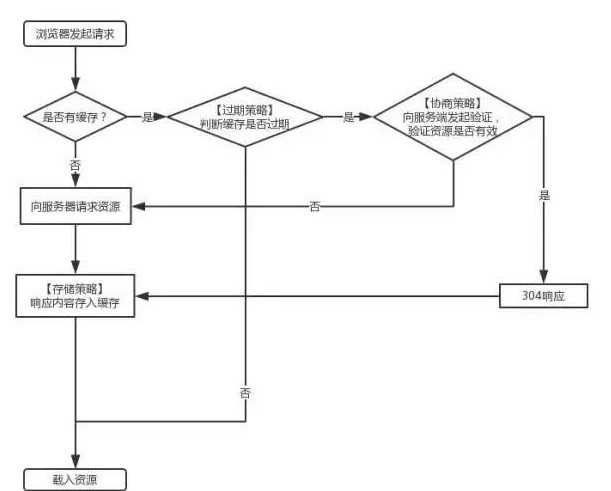 浏览器发起请求
是否有缓存？
是
【过期策略】
判断缓存是否过期
是
【协商策略】
向服务端发起验证，
验证资源是否有效
否
向服务器请求资源
否
是
【存储策略】
响应内容存入缓存
304响应
否
载入资源